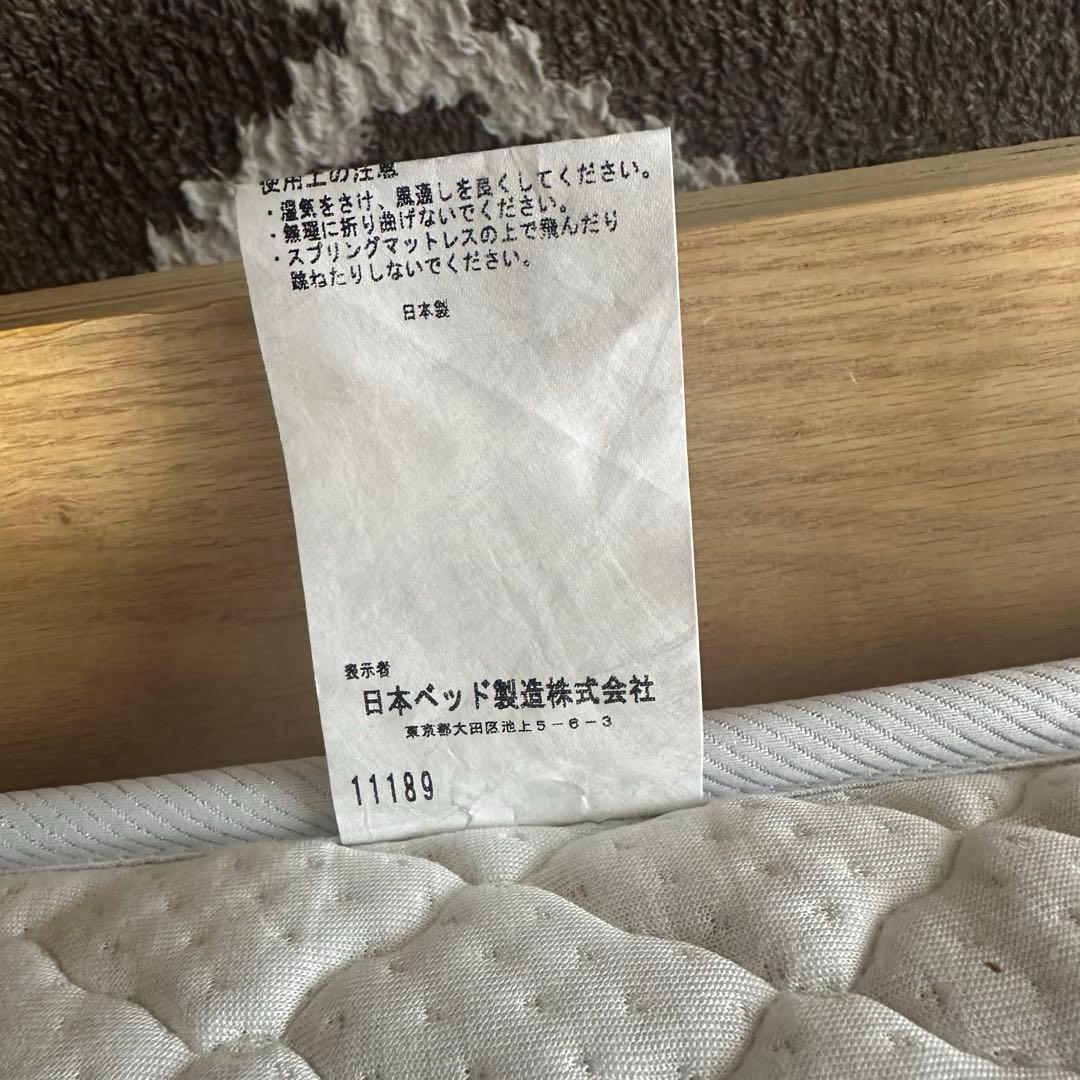 使用上の注意
・湿気をさけ、風通しを良くしてください。
・無理に折り曲げないでください。
・スプリングマットレスの上で飛んだり
跳ねたりしないでください。
日本製
表示者
日本ベッド製造株式会社
東京都大田区池上5-6-3
11189